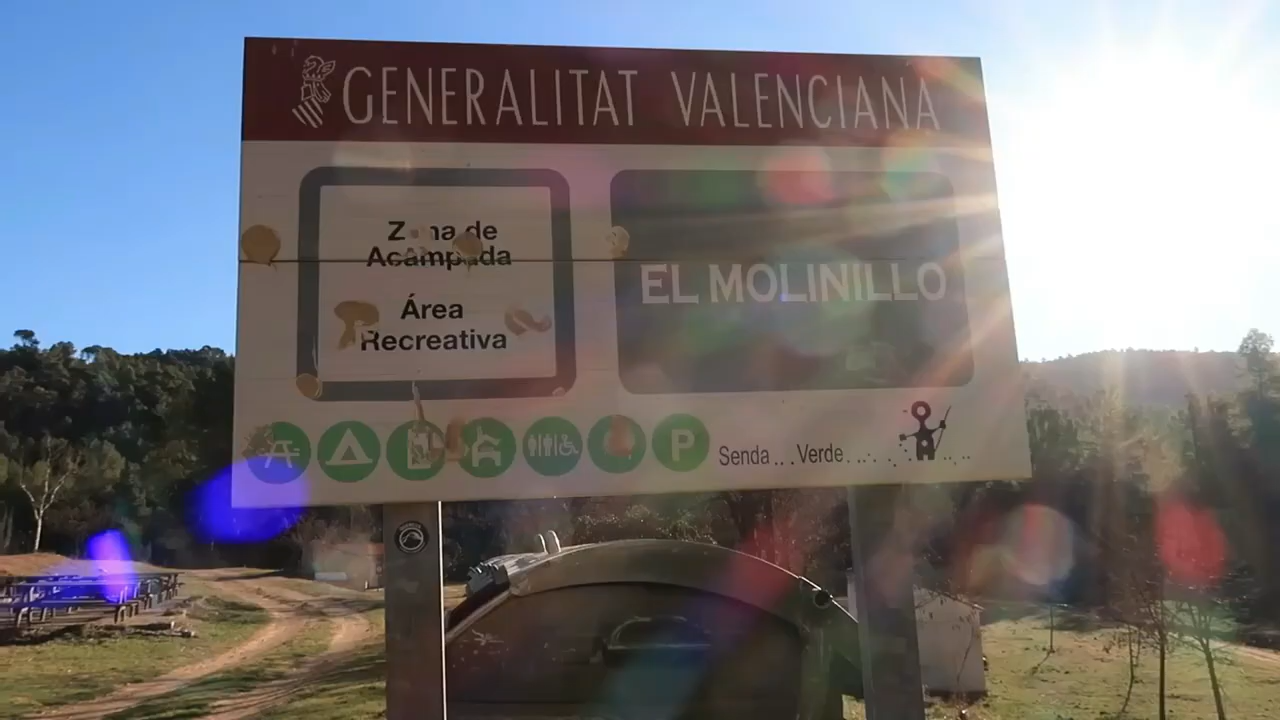 GENERALITAT VALENCIANA
Zona de
Acampada
Área
Recreativa
EL MOLINILLO
P
Senda... Verde